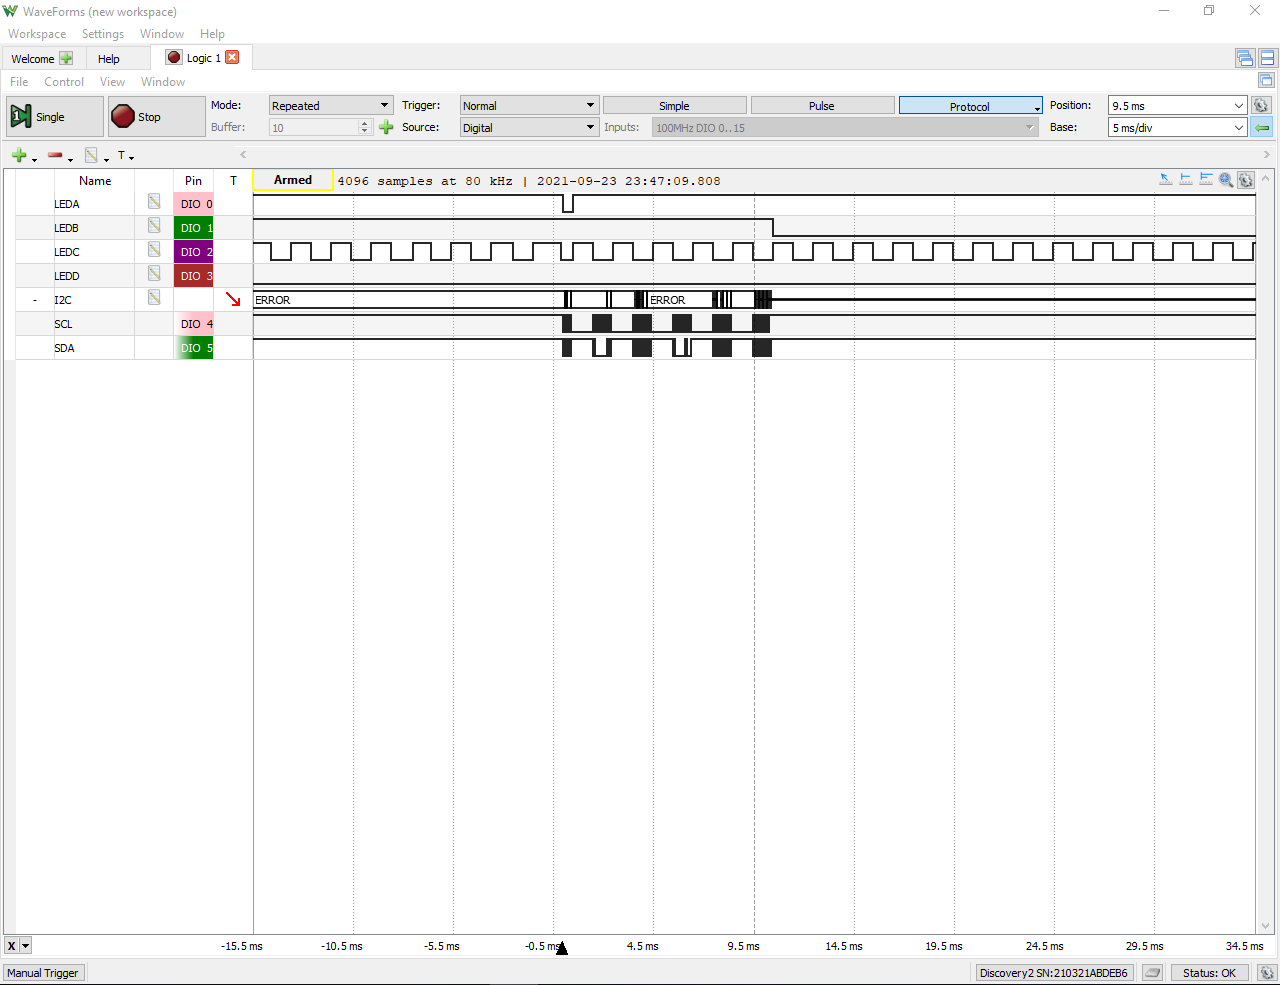 WaveForms (new workspace)
Workspace Settings Window Help
Welcome Help Logic 1
File Control View Window
Single Stop Mode: Repeated Trigger: Normal Simple Pulse Protocol Position: 9.5 ms
Buffer: 10 Source: Digital Inputs: 100MHz DIO 0..15 Base: 5 ms/div
T
Name Pin T Armed 4096 samples at 80 kHz | 2021-09-23 23:47:09.808
LEDA DIO 0
LEDB DIO 1
LEDC DIO 2
LEDD DIO 3
- I2C ERROR ERROR
SCL DIO 4
SDA DIO 5
X -15.5 ms -10.5 ms -5.5 ms -0.5 ms 4.5 ms 9.5 ms 14.5 ms 19.5 ms 24.5 ms 29.5 ms 34.5 ms
Manual Trigger Discovery2 SN:210321ABDEB6 Status: OK